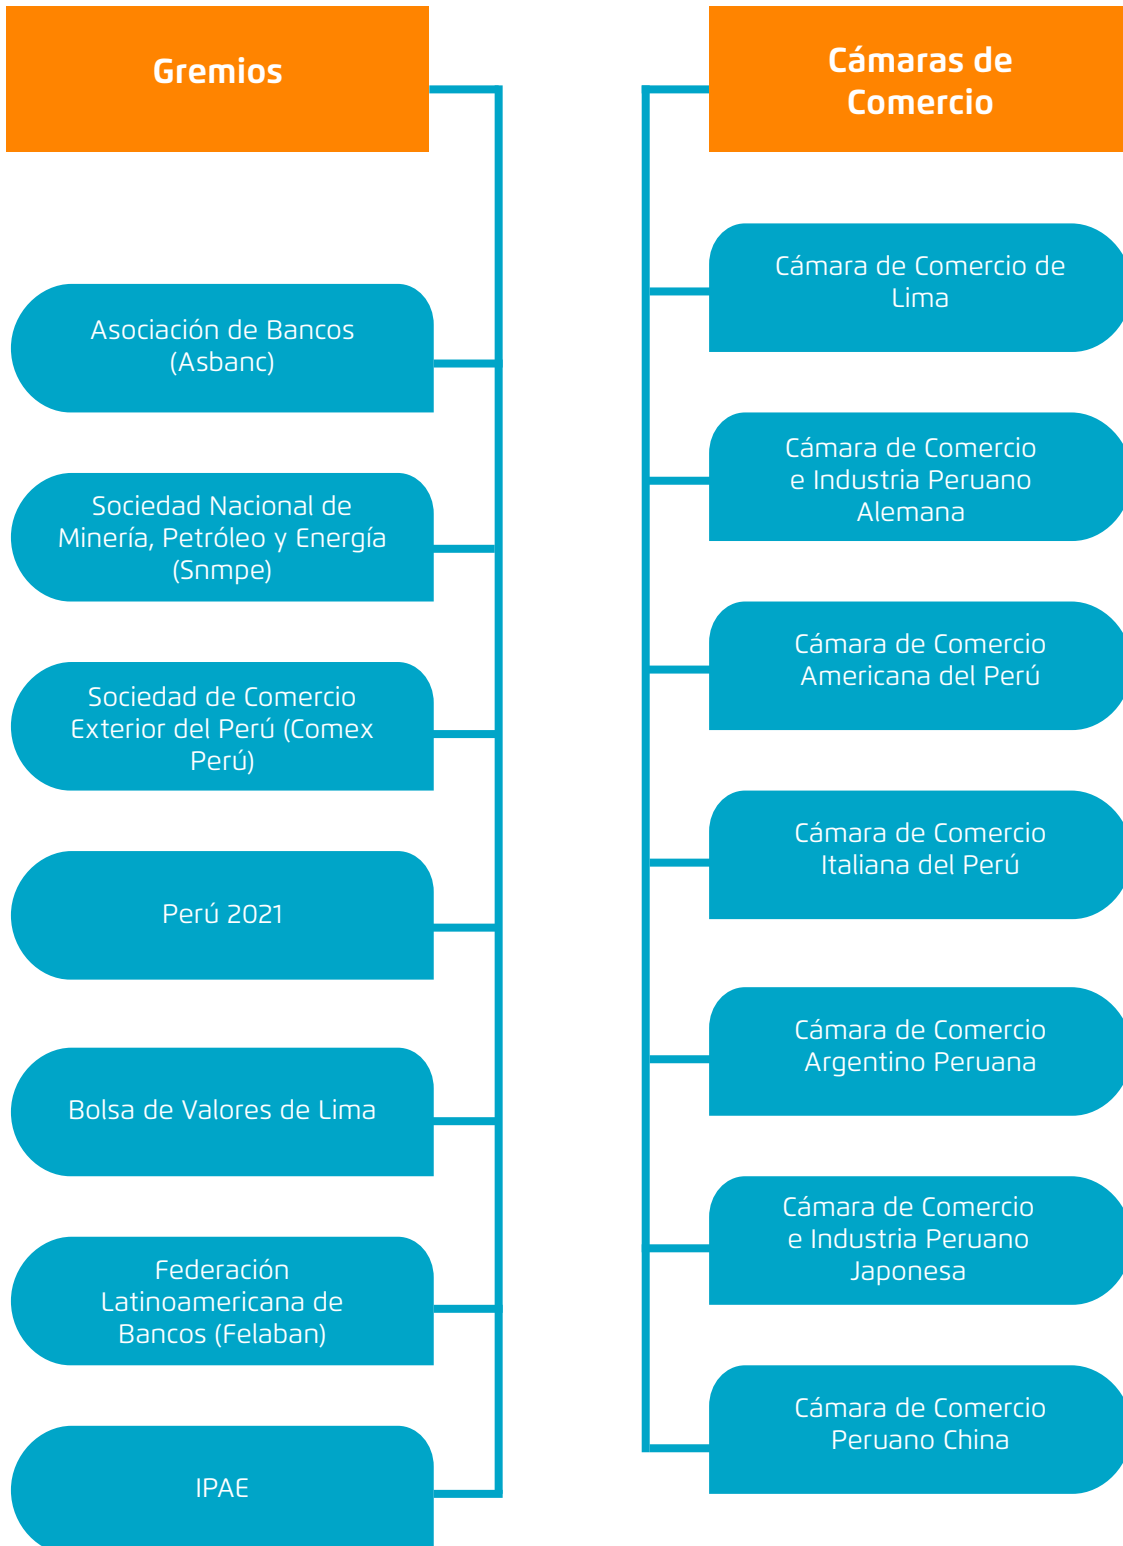 Gremios
Asociación de Bancos
(Asbanc)
Sociedad Nacional de
Minería, Petróleo y Energía
(Snmpe)
Sociedad de Comercio
Exterior del Perú (Comex
Perú)
Perú 2021
Bolsa de Valores de Lima
Federación
Latinoamericana de
Bancos (Felaban)
IPAE
Cámaras de
Comercio
Cámara de Comercio de
Lima
Cámara de Comercio
e Industria Peruano
Alemana
Cámara de Comercio
Americana del Perú
Cámara de Comercio
Italiana del Perú
Cámara de Comercio
Argentino Peruana
Cámara de Comercio
e Industria Peruano
Japonesa
Cámara de Comercio
Peruano China